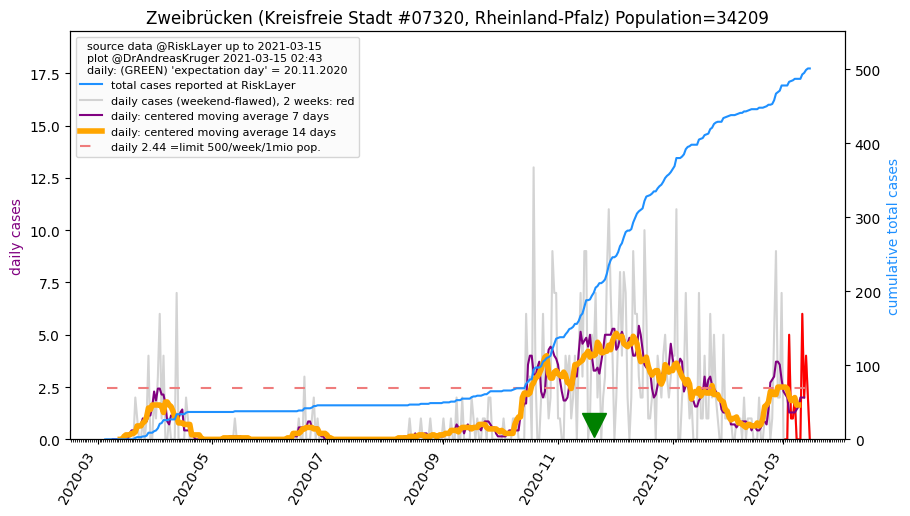 Zweibrücken (Kreisfreie Stadt #07320, Rheinland-Pfalz) Population=34209
source data @RiskLayer up to 2021-03-15
plot @DrAndreasKruger 2021-03-15 02:43
daily: (GREEN) 'expectation day' = 20.11.2020
total cases reported at RiskLayer
daily cases (weekend-flawed), 2 weeks: red
daily: centered moving average 7 days
daily: centered moving average 14 days
daily 2.44 =limit 500/week/1mio pop.
daily cases
17.5
15.0
12.5
10.0
7.5
5.0
2.5
0.0
cumulative total cases
500
400
300
200
100
0
2020-03
2020-05
2020-07
2020-09
2020-11
2021-01
2021-03